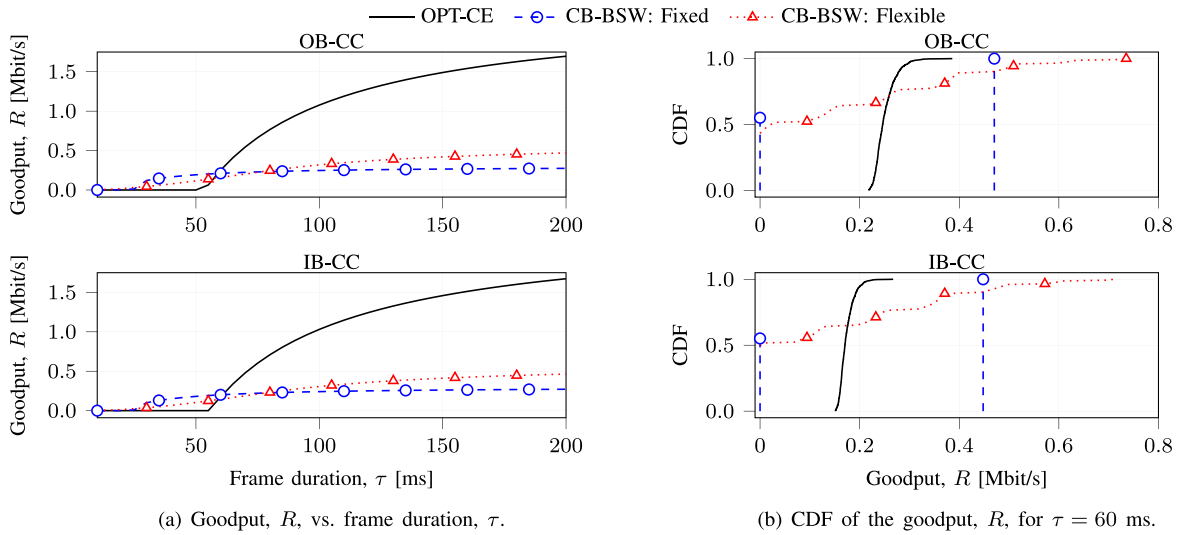 OPT-CE CB-BSW: Fixed CB-BSW: Flexible
OB-CC
Goodput, R [Mbit/s]
1.5
1.0
0.5
0.0
50 100 150 200
IB-CC
Goodput, R [Mbit/s]
1.5
1.0
0.5
0.0
50 100 150 200
Frame duration, τ [ms]
(a) Goodput, R, vs. frame duration, τ.
OB-CC
CDF
1.0
0.5
0.0
0 0.2 0.4 0.6 0.8
IB-CC
CDF
1.0
0.5
0.0
0 0.2 0.4 0.6 0.8
Goodput, R [Mbit/s]
(b) CDF of the goodput, R, for τ = 60 ms.